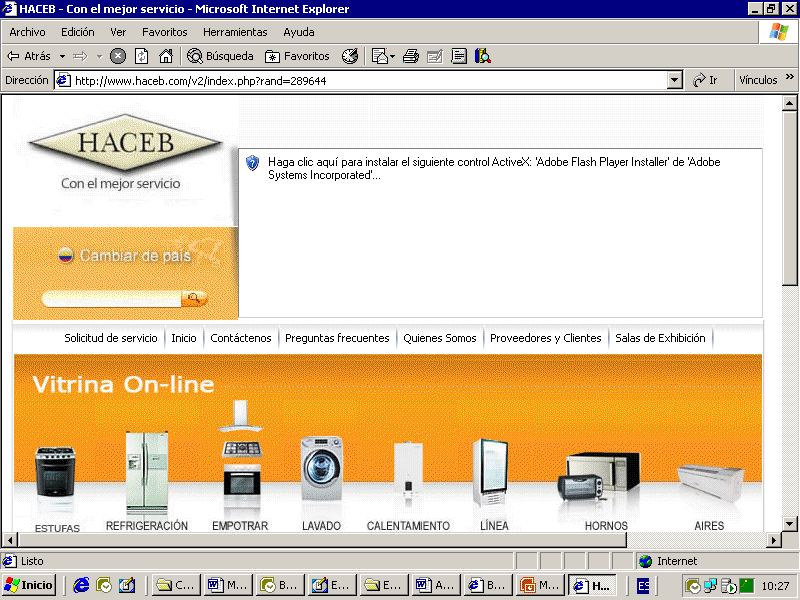 HACEB - Con el mejor servicio - Microsoft Internet Explorer
Archivo Edición Ver Favoritos Herramientas Ayuda
Atrás Búsqueda Favoritos
Dirección http://www.haceb.com/v2/index.php?rand=289644 Ir Vínculos »
HACEB
Con el mejor servicio
Haga clic aquí para instalar el siguiente control ActiveX: 'Adobe Flash Player Installer' de 'Adobe
Systems Incorporated'...
Cambiar de país
Solicitud de servicio Inicio Contáctenos Preguntas frecuentes Quienes Somos Proveedores y Clientes Salas de Exhibición
Vitrina On-line
ESTUFAS REFRIGERACIÓN EMPOTRAR LAVADO CALENTAMIENTO LÍNEA HORNOS AIRES
Listo Internet
Inicio C... M... B... E... E... A... B... M... H... ES 10:27